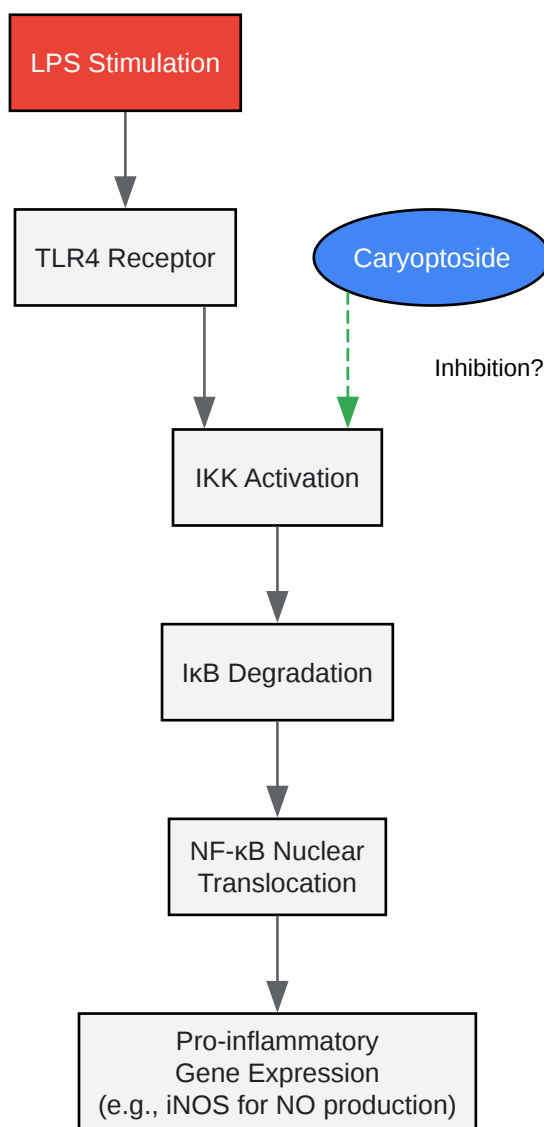 LPS Stimulation
TLR4 Receptor
Caryoptoside
Inhibition?
IKK Activation
IκB Degradation
NF-κB Nuclear
Translocation
Pro-inflammatory
Gene Expression
(e.g., iNOS for NO production)